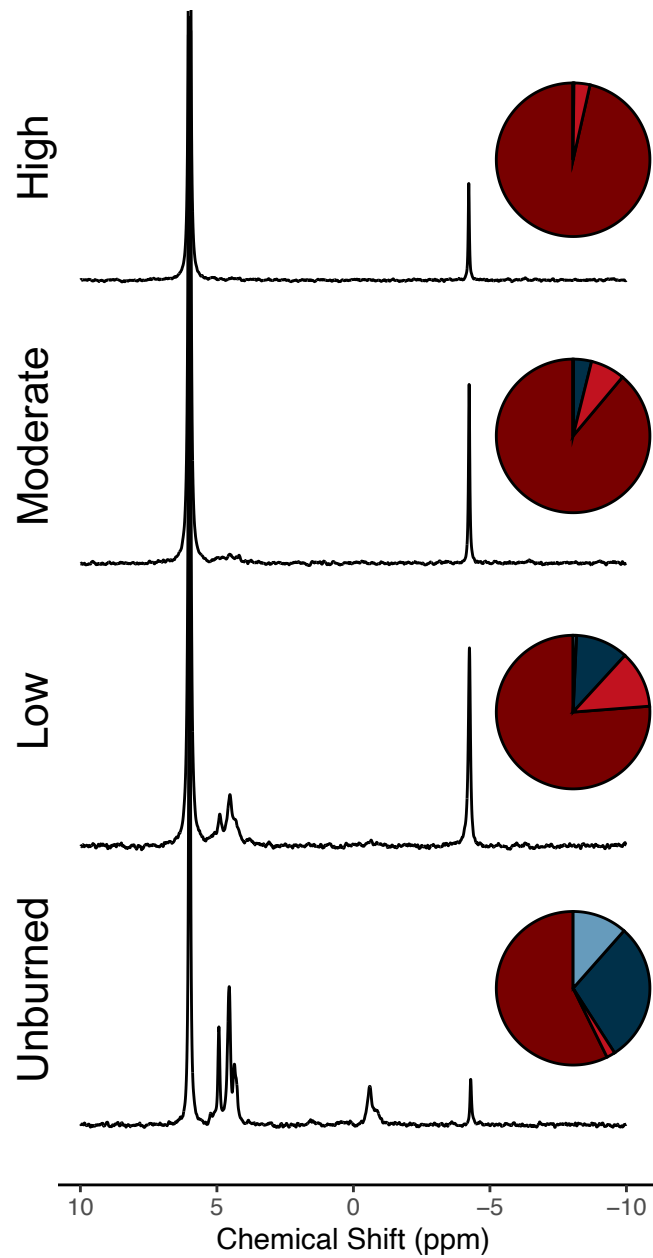 High
Moderate
Low
Unburned
10 5 0 −5 −10
Chemical Shift (ppm)